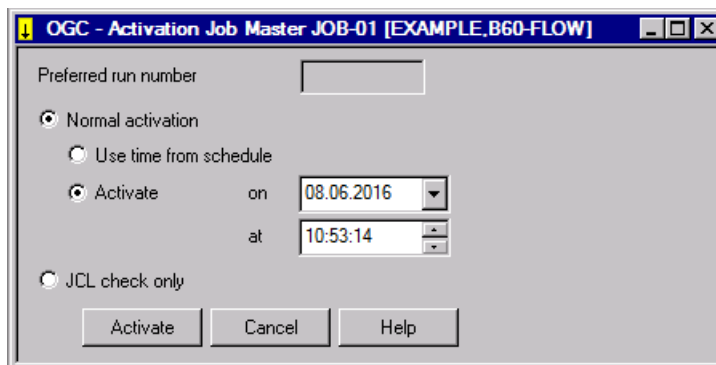 OGC - Activation Job Master JOB-01 [EXAMPLE,B60-FLOW]
Preferred run number
Normal activation
Use time from schedule
Activate on 08.06.2016
at 10:53:14
JCL check only
Activate Cancel Help